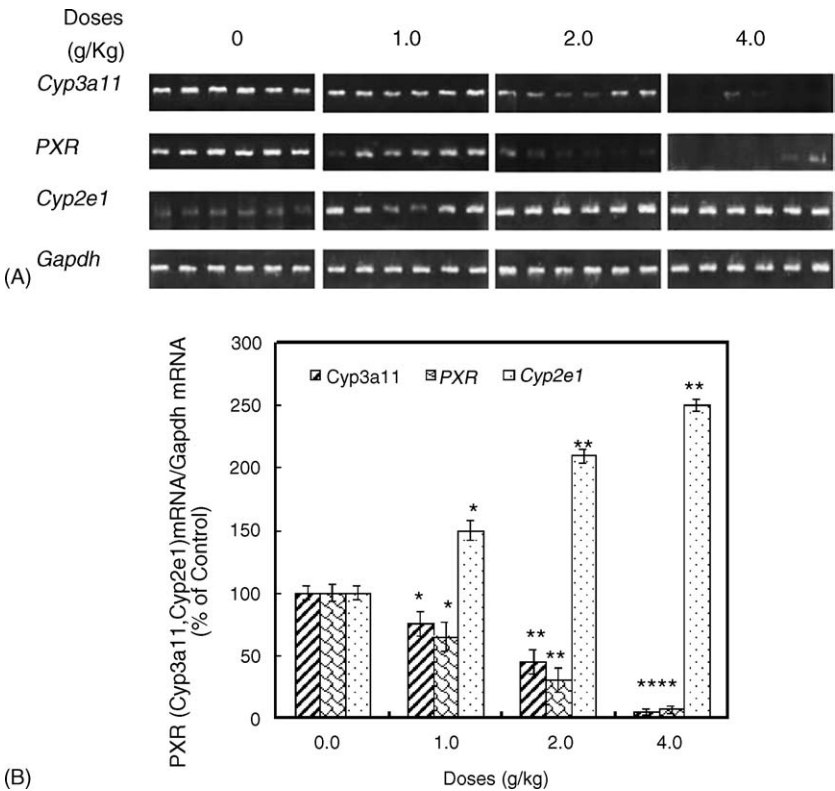 Doses
(g/Kg)
0 1.0 2.0 4.0
Cyp3a11
PXR
Cyp2e1
Gapdh
(A)
PXR (Cyp3a11,Cyp2e1)mRNA/Gapdh mRNA
(% of Control)
300
250
200
150
100
50
0
Cyp3a11 PXR Cyp2e1
* * *
** ** **
**** **
0.0 1.0 2.0 4.0
Doses (g/kg)
(B)